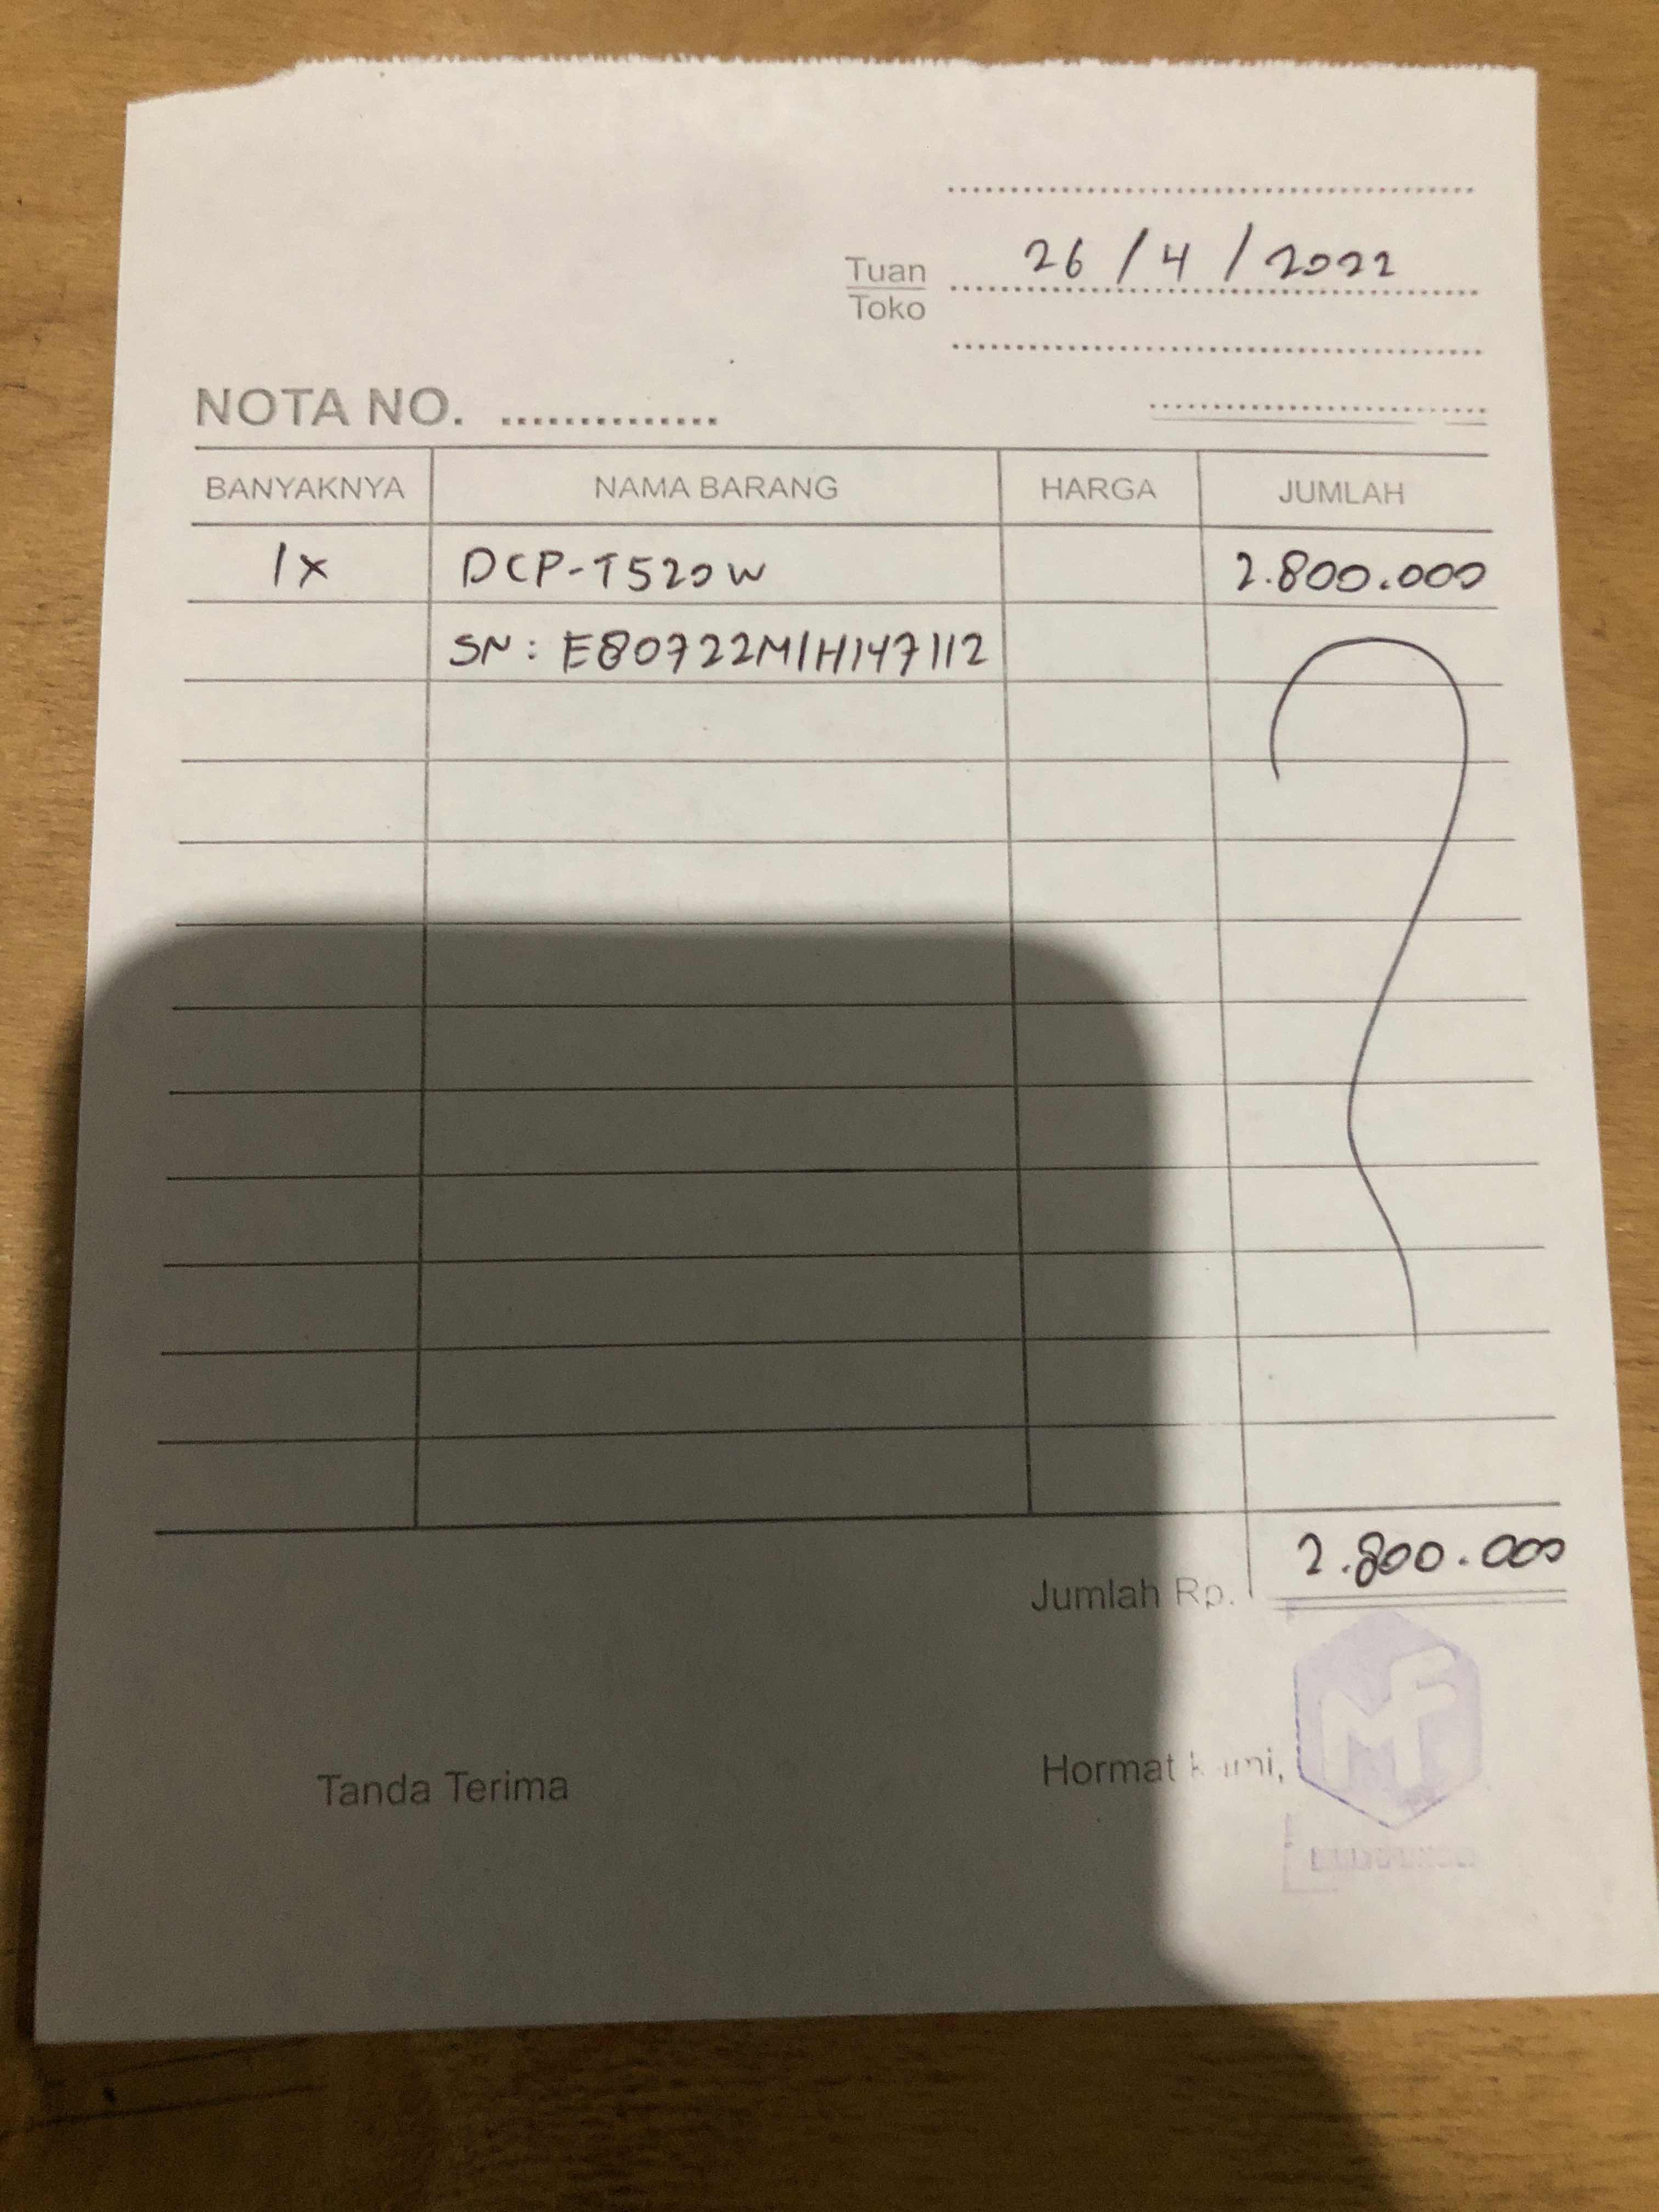 Tuan 26/4/2022
Toko
NOTA NO. ..............
BANYAKNYA NAMA BARANG HARGA JUMLAH
1x DCP-T520W 2.800.000
SN: E80722M1H147112
Jumlah Rp. 2.800.000
Tanda Terima Hormat kami,
MF